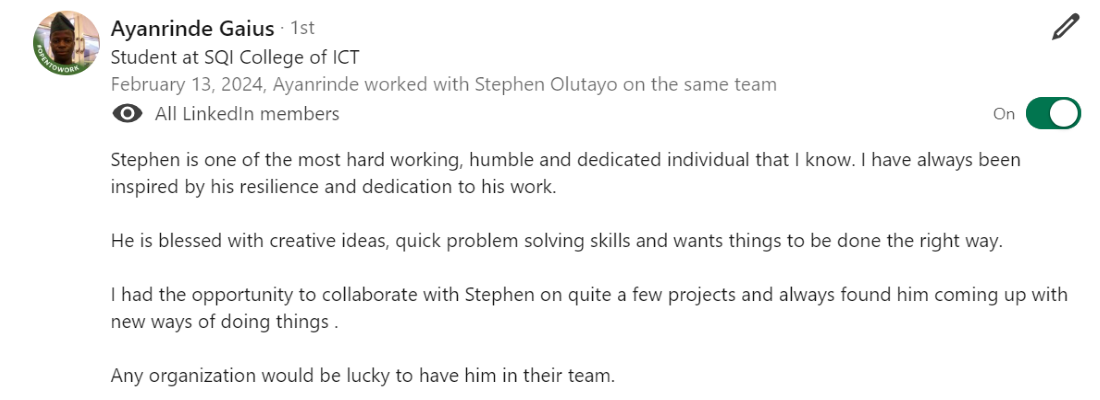 Ayanrinde Gaius · 1st
Student at SQI College of ICT
February 13, 2024, Ayanrinde worked with Stephen Olutayo on the same team
All LinkedIn members
On
Stephen is one of the most hard working, humble and dedicated individual that I know. I have always been
inspired by his resilience and dedication to his work.
He is blessed with creative ideas, quick problem solving skills and wants things to be done the right way.
I had the opportunity to collaborate with Stephen on quite a few projects and always found him coming up with
new ways of doing things .
Any organization would be lucky to have him in their team.
#OPENTOWORK